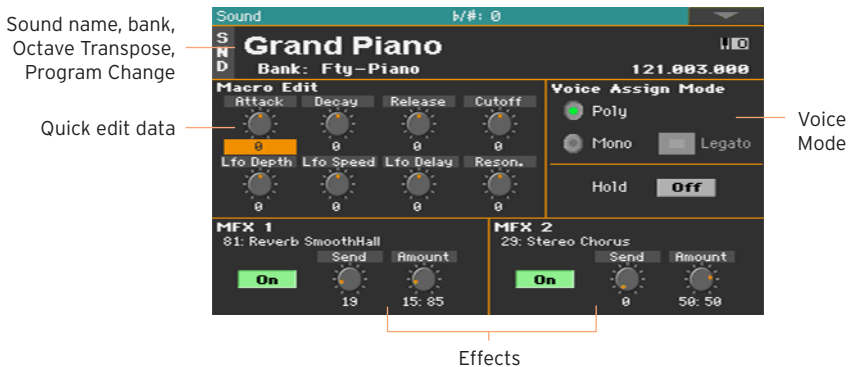 Sound ♭/#: 0
Sound name, bank,
Octave Transpose,
Program Change
SND
Grand Piano
Bank: Fty-Piano 121.003.000
Macro Edit
Attack Decay Release Cutoff
0 0 0 0
Lfo Depth Lfo Speed Lfo Delay Reson.
0 0 0 0
Quick edit data
Voice Assign Mode
Poly
Mono Legato
Hold Off
Voice
Mode
MFX 1
81: Reverb SmoothHall
Send Amount
On
19 15: 85
MFX 2
29: Stereo Chorus
Send Amount
On
0 50: 50
Effects